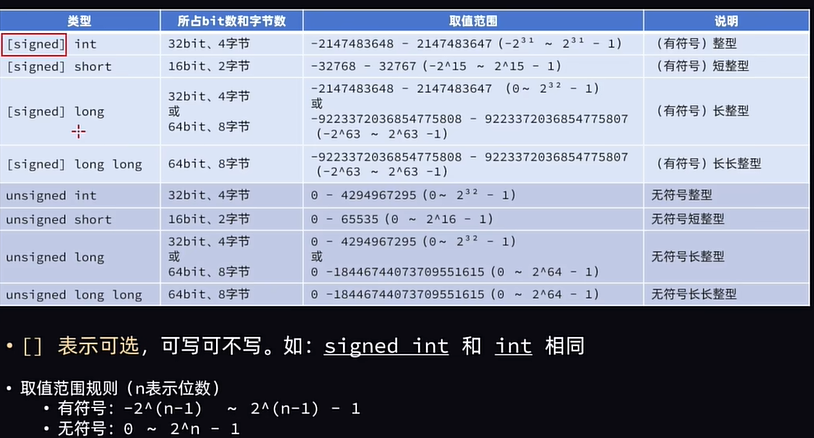 类型 所占bit数和字节数 取值范围 说明
[signed] int 32bit、4字节 -2147483648 - 2147483647 (-2³¹ ~ 2³¹ - 1) (有符号) 整型
[signed] short 16bit、2字节 -32768 - 32767 (-2^15 ~ 2^15 - 1) (有符号) 短整型
[signed] long
32bit、4字节
或
64bit、8字节
-2147483648 - 2147483647 (0~ 2³² - 1)
或
-9223372036854775808 - 9223372036854775807
(-2^63 ~ 2^63 -1)
(有符号) 长整型
[signed] long long 64bit、8字节
-9223372036854775808 - 9223372036854775807
(-2^63 ~ 2^63 -1)
(有符号) 长长整型
unsigned int 32bit、4字节 0 - 4294967295 (0~ 2³² - 1) 无符号整型
unsigned short 16bit、2字节 0 - 65535 (0 ~ 2^16 - 1) 无符号短整型
unsigned long
32bit、4字节
或
64bit、8字节
0 - 4294967295 (0~ 2³² - 1)
或
0 -18446744073709551615 (0 ~ 2^64 - 1)
无符号长整型
unsigned long long 64bit、8字节 0 -18446744073709551615 (0 ~ 2^64 - 1) 无符号长长整型
• [] 表示可选，可写可不写。如：signed int 和 int 相同
• 取值范围规则（n表示位数）
• 有符号：-2^(n-1) ~ 2^(n-1) - 1
• 无符号：0 ~ 2^n - 1